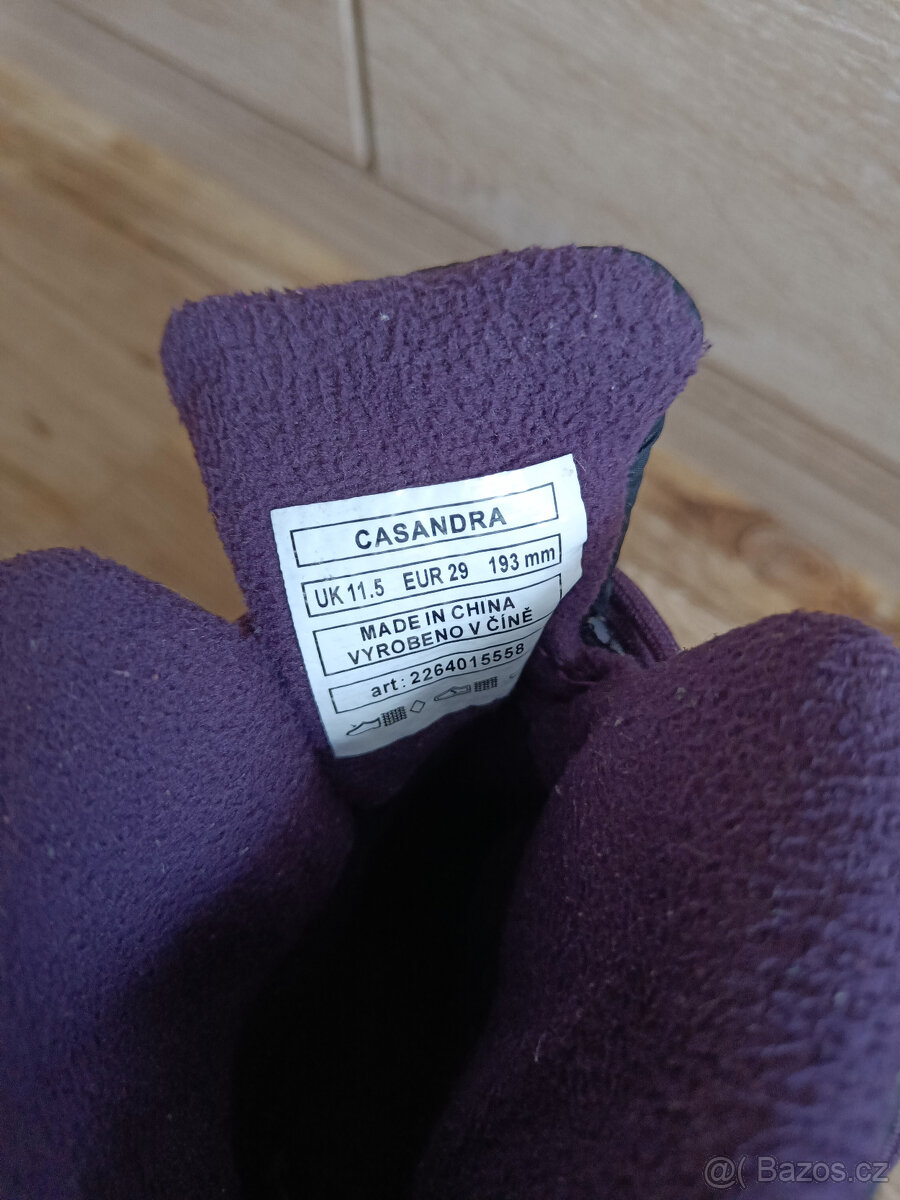 CASANDRA
UK 11.5 EUR 29 193 mm
MADE IN CHINA
VYROBENO V ČÍNĚ
art: 2264015558
@( Bazos.cz